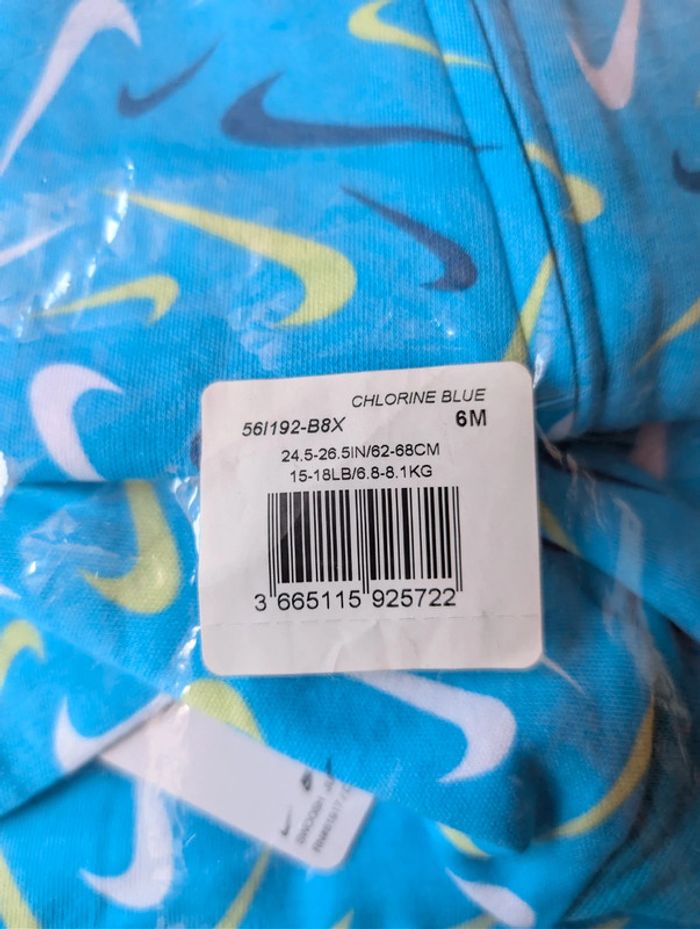 CHLORINE BLUE
56I192-B8X 6M
24.5-26.5IN/62-68CM
15-18LB/6.8-8.1KG
3 665115 925722